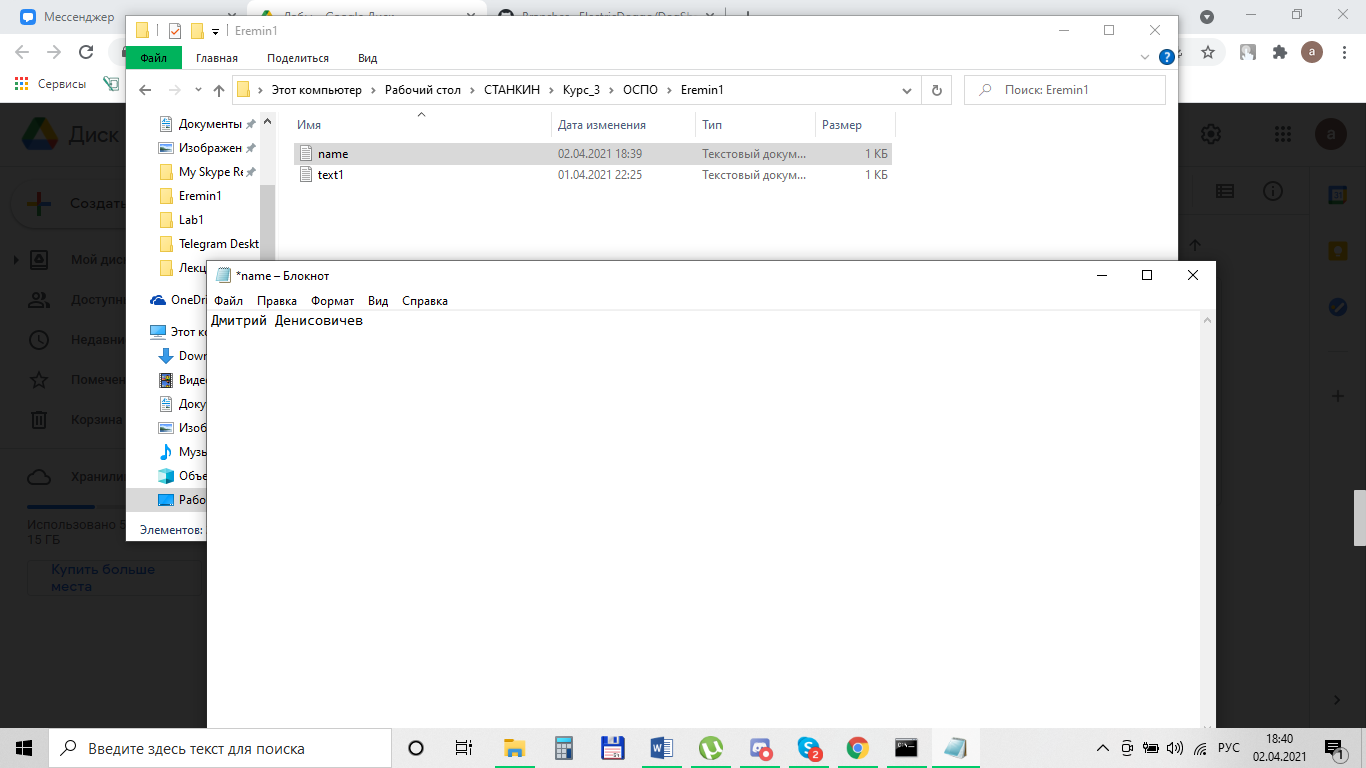 Мессенджер
Eremin1
Файл
Главная
Поделиться
Вид
Этот компьютер
Рабочий стол
СТАНКИН
Курс_3
ОСПО
Eremin1
Поиск: Eremin1
Сервисы
Диск
a
a
Создать
Мой диск
Доступн
Недавни
Помечен
Корзина
Хранили
Использовано 5
15 ГБ
Купить больше
места
Документы
Изображен
My Skype Re
Eremin1
Lab1
Telegram Deskt
Лекц
OneDri
Этот ко
Down
Виде
Доку
Изоб
Музы
Объе
Рабо
Элементов:
Имя
Дата изменения
Тип
Размер
name
02.04.2021 18:39
Текстовый докум...
1 КБ
text1
01.04.2021 22:25
Текстовый докум...
1 КБ
*name – Блокнот
Файл
Правка
Формат
Вид
Справка
Дмитрий Денисовичев
Введите здесь текст для поиска
2
РУС
18:40
02.04.2021
1